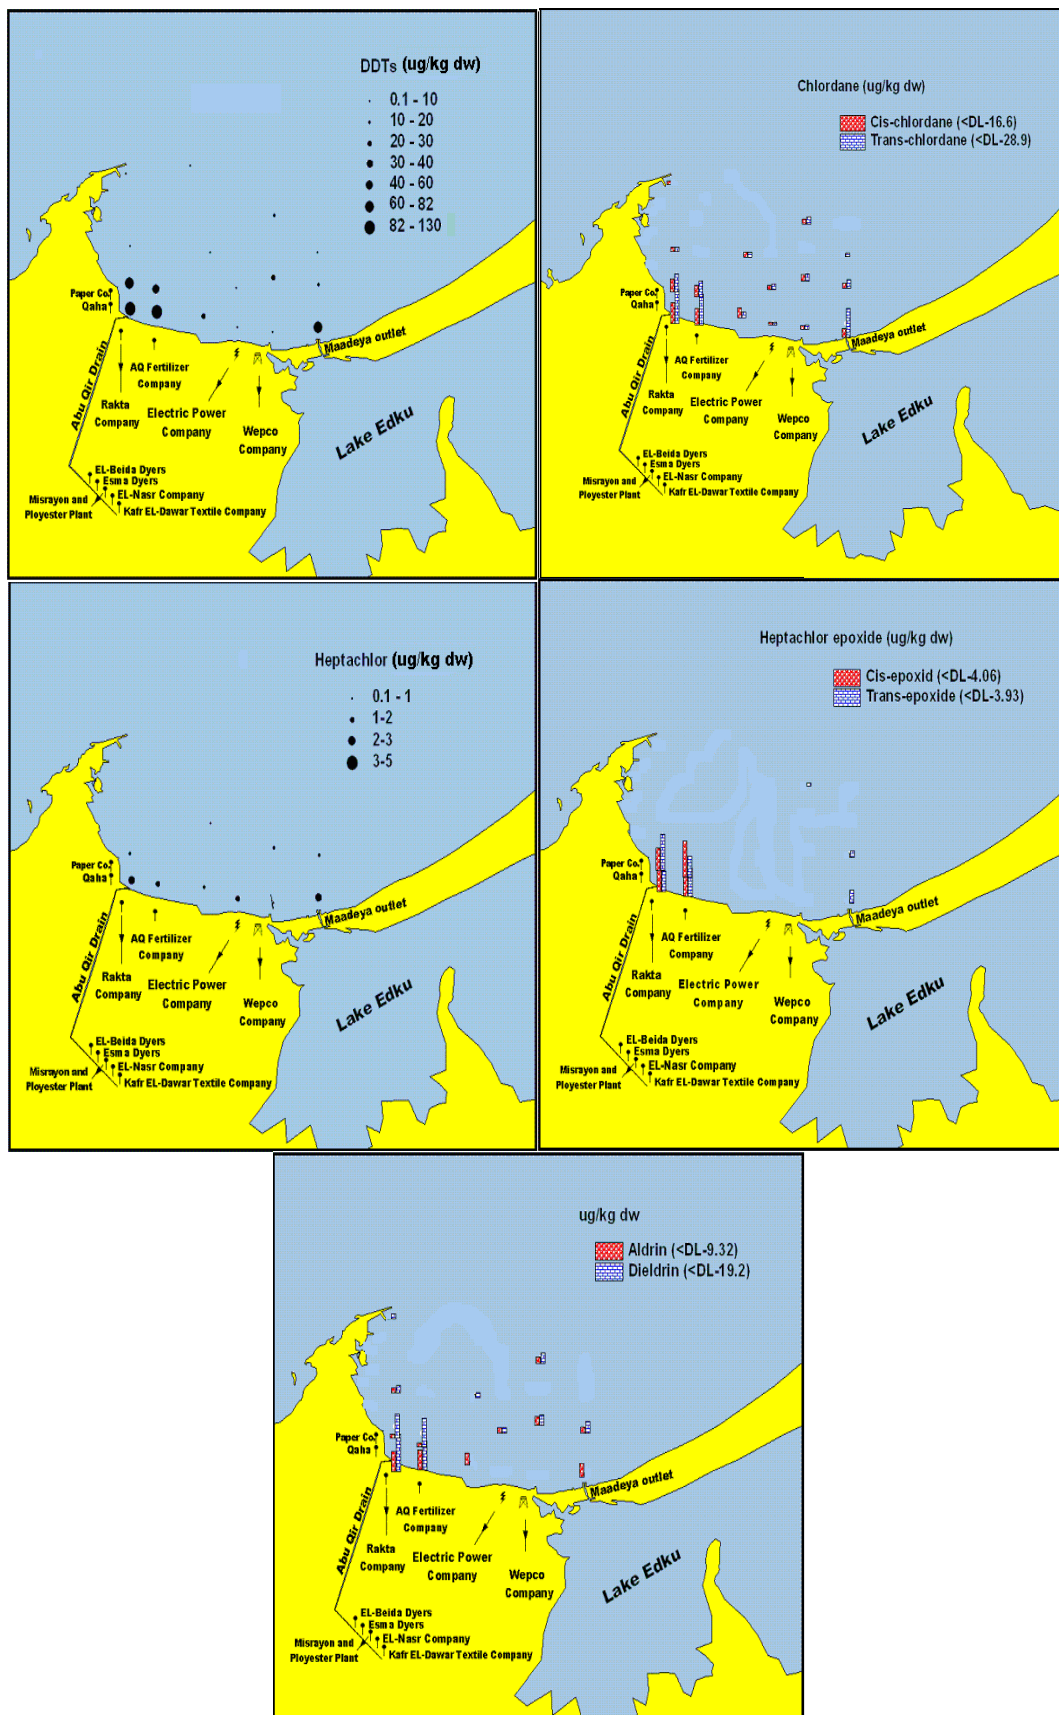 DDTs (ug/kg dw)
0.1 - 10
10 - 20
20 - 30
30 - 40
40 - 60
60 - 82
82 - 130
Paper Co.
Qaha
Abu Qir Drain
Rakta
Company
AQ Fertilizer
Company
Electric Power
Company
Wepco
Company
Maadeya outlet
Lake Edku
EL-Beida Dyers
Esma Dyers
EL-Nasr Company
Misrayon and
Ployester Plant
Kafr EL-Dawar Textile Company
Chlordane (ug/kg dw)
Cis-chlordane (<DL-16.6)
Trans-chlordane (<DL-28.9)
Paper Co.
Qaha
Abu Qir Drain
Rakta
Company
AQ Fertilizer
Company
Electric Power
Company
Wepco
Company
Maadeya outlet
Lake Edku
EL-Beida Dyers
Esma Dyers
EL-Nasr Company
Misrayon and
Ployester Plant
Kafr EL-Dawar Textile Company
Heptachlor (ug/kg dw)
0.1 - 1
1-2
2-3
3-5
Paper Co.
Qaha
Abu Qir Drain
Rakta
Company
AQ Fertilizer
Company
Electric Power
Company
Wepco
Company
Maadeya outlet
Lake Edku
EL-Beida Dyers
Esma Dyers
EL-Nasr Company
Misrayon and
Ployester Plant
Kafr EL-Dawar Textile Company
Heptachlor epoxide (ug/kg dw)
Cis-epoxid (<DL-4.06)
Trans-epoxide (<DL-3.93)
Paper Co.
Qaha
Abu Qir Drain
Rakta
Company
AQ Fertilizer
Company
Electric Power
Company
Wepco
Company
Maadeya outlet
Lake Edku
EL-Beida Dyers
Esma Dyers
EL-Nasr Company
Misrayon and
Ployester Plant
Kafr EL-Dawar Textile Company
ug/kg dw
Aldrin (<DL-9.32)
Dieldrin (<DL-19.2)
Paper Co.
Qaha
Abu Qir Drain
Rakta
Company
AQ Fertilizer
Company
Electric Power
Company
Wepco
Company
Maadeya outlet
Lake Edku
EL-Beida Dyers
Esma Dyers
EL-Nasr Company
Misrayon and
Ployester Plant
Kafr EL-Dawar Textile Company